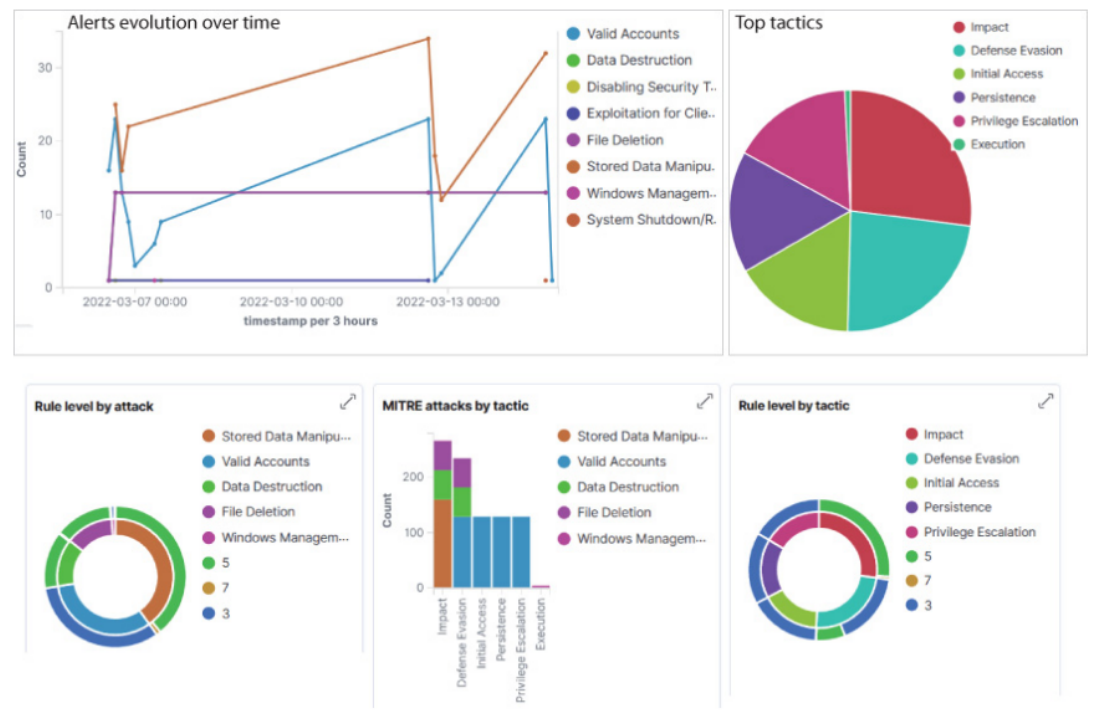 Alerts evolution over time
Count
30
20
10
0
2022-03-07 00:00
2022-03-10 00:00
2022-03-13 00:00
timestamp per 3 hours
Valid Accounts
Data Destruction
Disabling Security T..
Exploitation for Clie..
File Deletion
Stored Data Manipu.
Windows Managem..
System Shutdown/R.
Top tactics
Impact
Defense Evasion
Initial Access
Persistence
Privilege Escalation
Execution
Rule level by attack
Stored Data Manipu...
Valid Accounts
Data Destruction
File Deletion
Windows Managem...
5
7
3
MITRE attacks by tactic
Count
200
100
0
Impact
Defense Evasion
Initial Access
Persistence
Privilege Escalation
Execution
Stored Data Manipu...
Valid Accounts
Data Destruction
File Deletion
Windows Managem...
Rule level by tactic
Impact
Defense Evasion
Initial Access
Persistence
Privilege Escalation
5
7
3